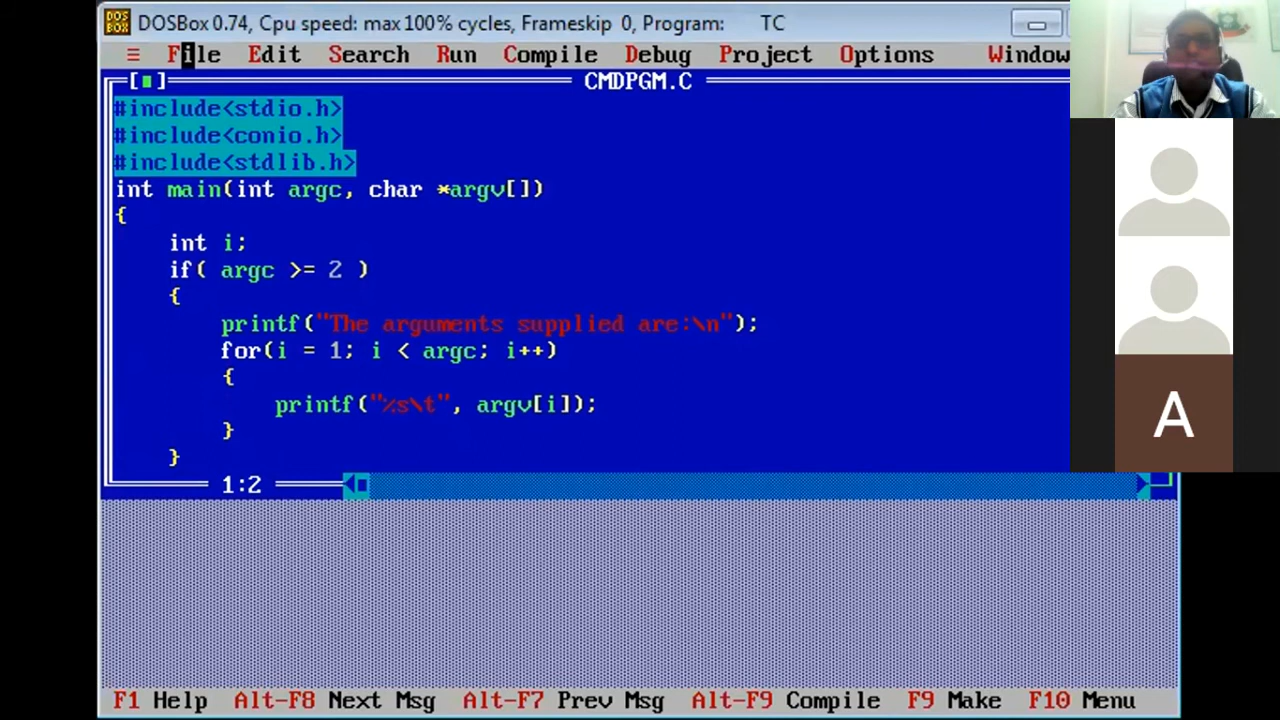 DOSBox 0.74, Cpu speed: max 100% cycles, Frameskip 0, Program: TC
≡ File Edit Search Run Compile Debug Project Options Window
CMDPGM.C
#include<stdio.h>
#include<conio.h>
#include<stdlib.h>
int main(int argc, char *argv[])
{
int i;
if( argc >= 2 )
{
printf("The arguments supplied are:\n");
for(i = 1; i < argc; i++)
{
printf("%s\t", argv[i]);
}
}
1:2
F1 Help Alt-F8 Next Msg Alt-F7 Prev Msg Alt-F9 Compile F9 Make F10 Menu
DOS BOX
A